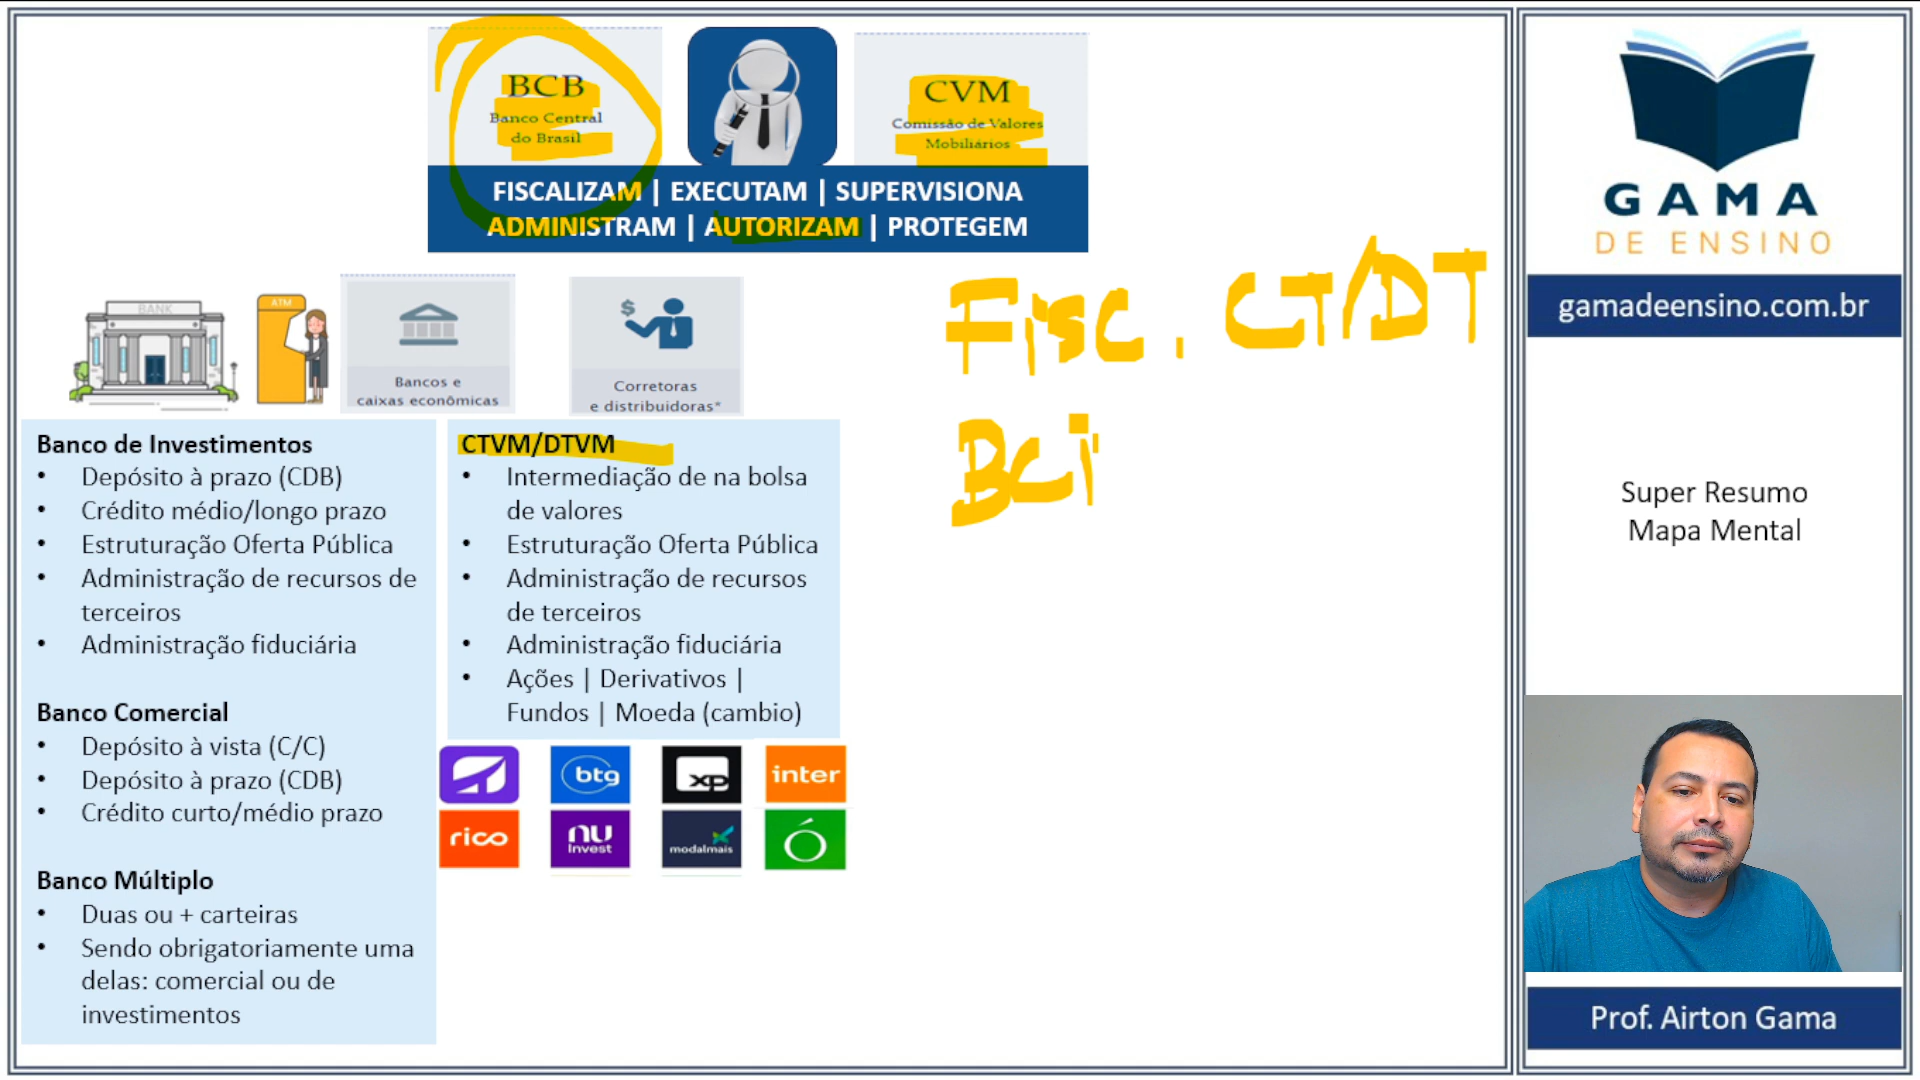 BCB
Banco Central
do Brasil
CVM
Comissão de Valores
Mobiliários
FISCALIZAM | EXECUTAM | SUPERVISIONA
ADMINISTRAM | AUTORIZAM | PROTEGEM
Fisc. CT/DT
BCi
BANK
ATM
Bancos e
caixas econômicas
Corretoras
e distribuidoras*
Banco de Investimentos
• Depósito à prazo (CDB)
• Crédito médio/longo prazo
• Estruturação Oferta Pública
• Administração de recursos de
terceiros
• Administração fiduciária
Banco Comercial
• Depósito à vista (C/C)
• Depósito à prazo (CDB)
• Crédito curto/médio prazo
Banco Múltiplo
• Duas ou + carteiras
• Sendo obrigatoriamente uma
delas: comercial ou de
investimentos
CTVM/DTVM
• Intermediação de na bolsa
de valores
• Estruturação Oferta Pública
• Administração de recursos
de terceiros
• Administração fiduciária
• Ações | Derivativos |
Fundos | Moeda (cambio)
btg
xp
inter
rico
nu
invest
modalmais
Ó
GAMA
DE ENSINO
gamadeensino.com.br
Super Resumo
Mapa Mental
Prof. Airton Gama